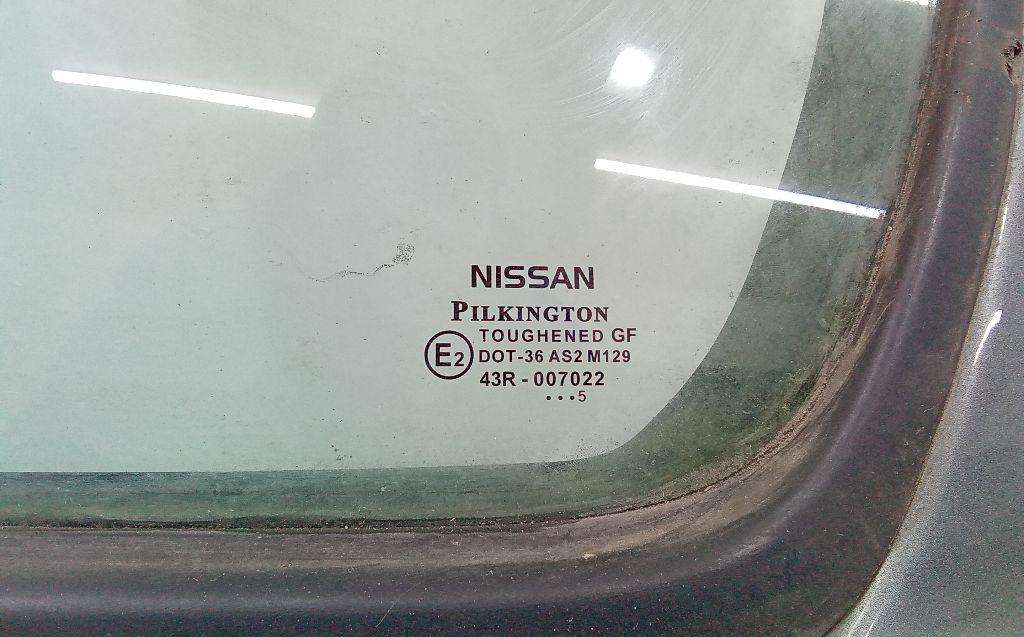 NISSAN
PILKINGTON
TOUGHENED GF
E2 DOT-36 AS2 M129
43R - 007022
•••5